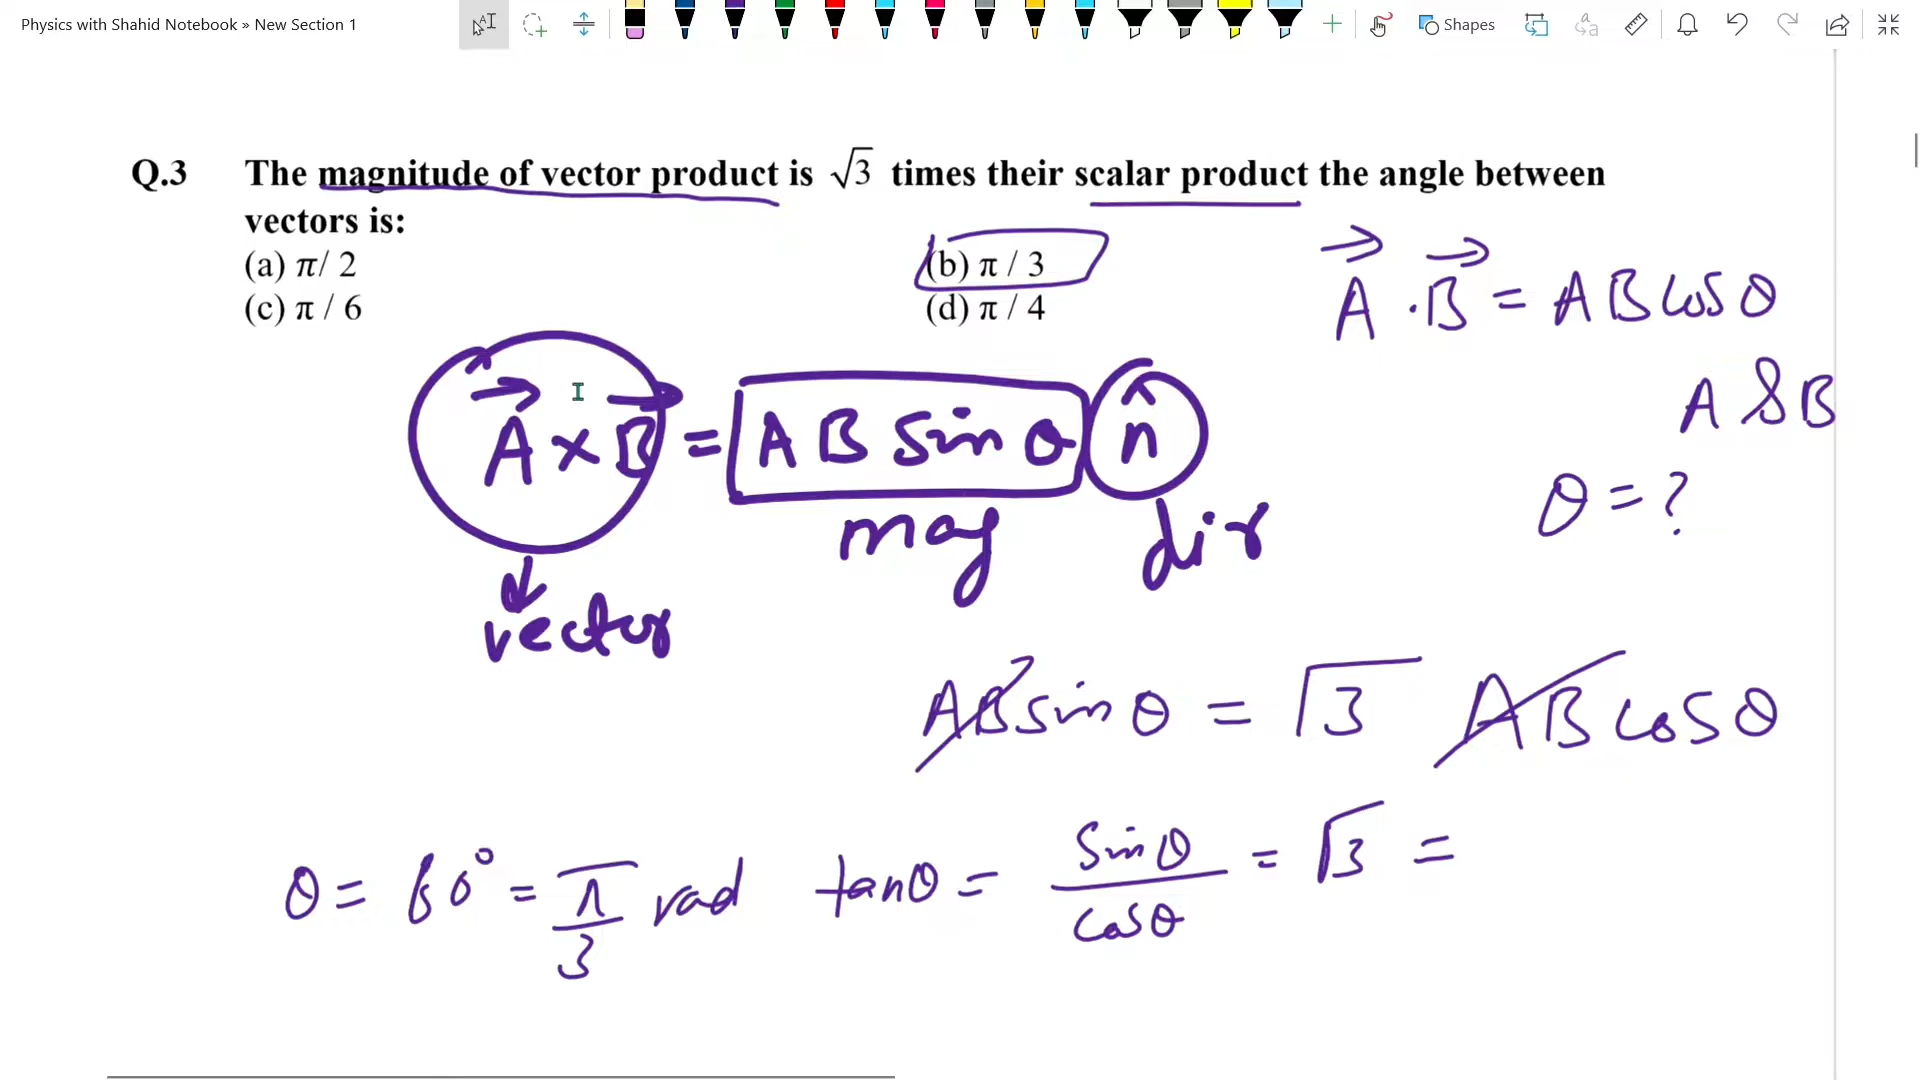 Physics with Shahid Notebook » New Section 1
Shapes
Q.3 The magnitude of vector product is √3 times their scalar product the angle between
vectors is:
(a) π/ 2 (b) π / 3
(c) π / 6 (d) π / 4
A⃗ · B⃗ = AB cos θ
A & B
A⃗ × B⃗ = AB sin θ n̂
θ = ?
mag dir
vector
AB sin θ = √3 AB cos θ
θ = 60° = π/3 rad tan θ = sin θ / cos θ = √3 =